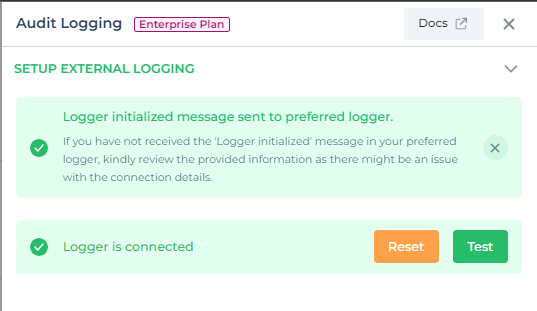 Audit Logging Enterprise Plan Docs
SETUP EXTERNAL LOGGING
Logger initialized message sent to preferred logger.
If you have not received the 'Logger initialized' message in your preferred
logger, kindly review the provided information as there might be an issue
with the connection details.
Logger is connected Reset Test